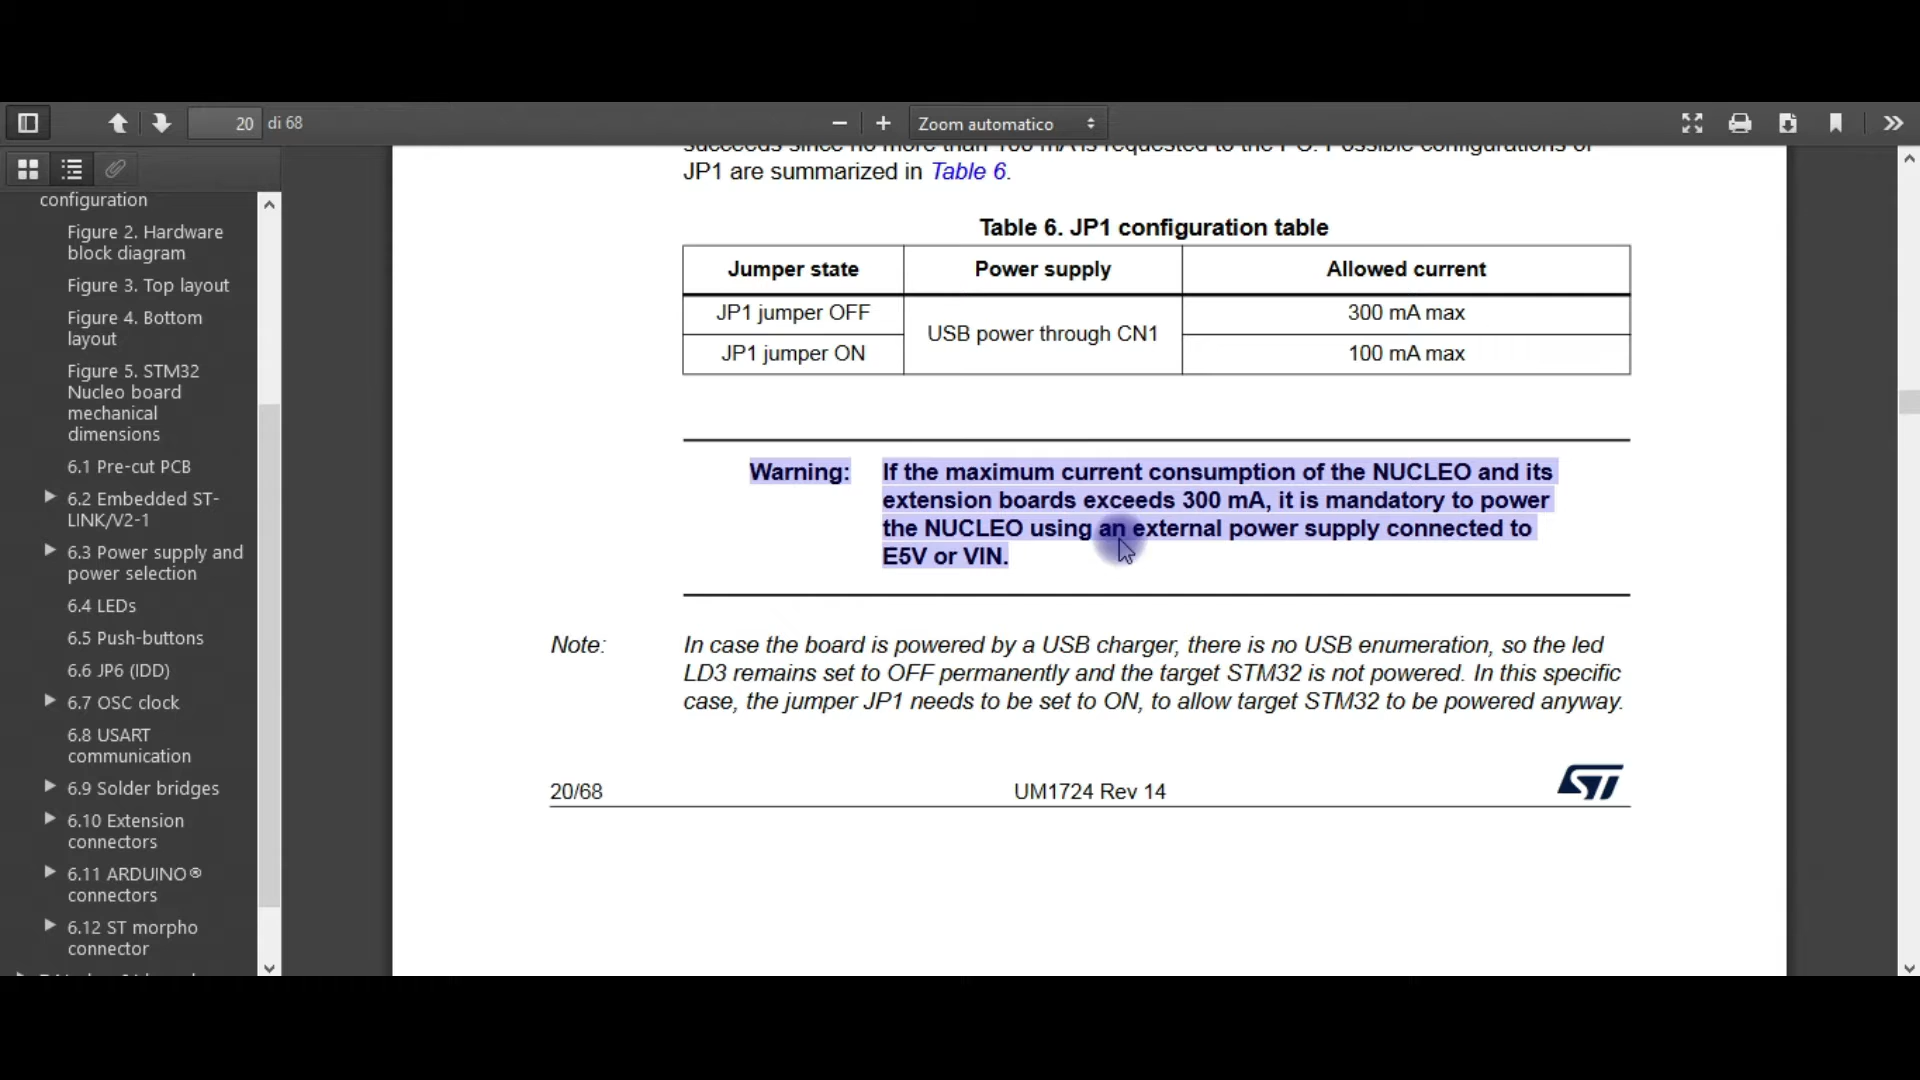 20 di 68
Zoom automatico
configuration
Figure 2. Hardware
block diagram
Figure 3. Top layout
Figure 4. Bottom
layout
Figure 5. STM32
Nucleo board
mechanical
dimensions
6.1 Pre-cut PCB
6.2 Embedded ST-
LINK/V2-1
6.3 Power supply and
power selection
6.4 LEDs
6.5 Push-buttons
6.6 JP6 (IDD)
6.7 OSC clock
6.8 USART
communication
6.9 Solder bridges
6.10 Extension
connectors
6.11 ARDUINO®
connectors
6.12 ST morpho
connector
JP1 are summarized in Table 6.
Table 6. JP1 configuration table
Jumper state Power supply Allowed current
JP1 jumper OFF 300 mA max
USB power through CN1
JP1 jumper ON 100 mA max
Warning: If the maximum current consumption of the NUCLEO and its
extension boards exceeds 300 mA, it is mandatory to power
the NUCLEO using an external power supply connected to
E5V or VIN.
Note: In case the board is powered by a USB charger, there is no USB enumeration, so the led
LD3 remains set to OFF permanently and the target STM32 is not powered. In this specific
case, the jumper JP1 needs to be set to ON, to allow target STM32 to be powered anyway.
20/68 UM1724 Rev 14 ST